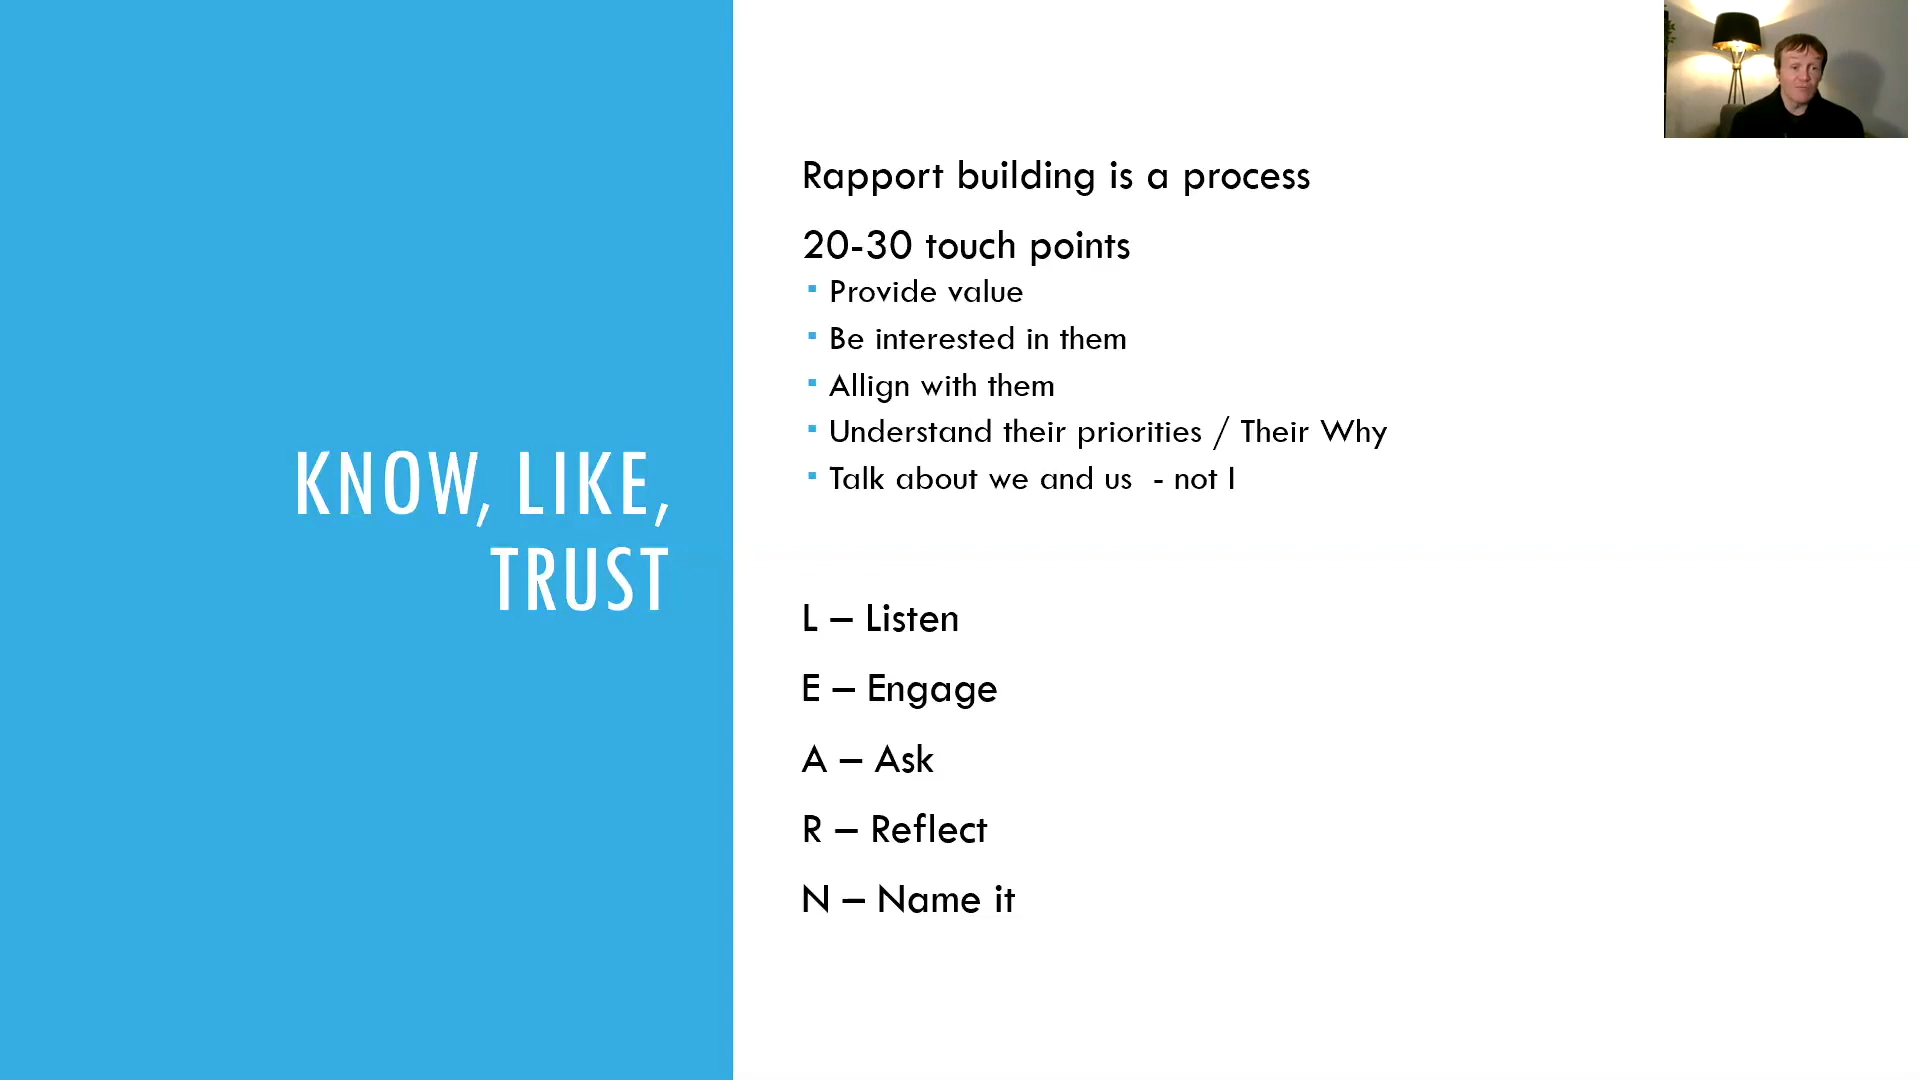 KNOW, LIKE,
TRUST
Rapport building is a process
20-30 touch points
▪ Provide value
▪ Be interested in them
▪ Allign with them
▪ Understand their priorities / Their Why
▪ Talk about we and us  - not I
L – Listen
E – Engage
A – Ask
R – Reflect
N – Name it